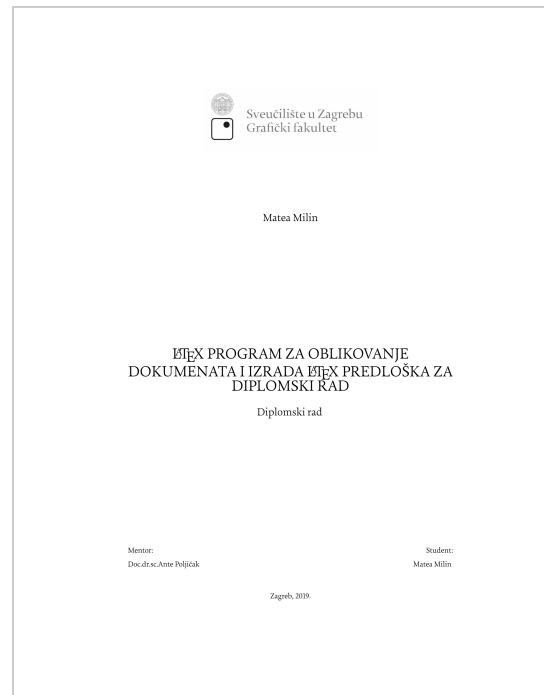 Sveučilište u Zagrebu
Grafički fakultet
Matea Milin
LATEX PROGRAM ZA OBLIKOVANJE
DOKUMENATA I IZRADA LATEX PREDLOŠKA ZA
DIPLOMSKI RAD
Diplomski rad
Mentor: Student:
Doc.dr.sc.Ante Poljičak Matea Milin
Zagreb, 2019.